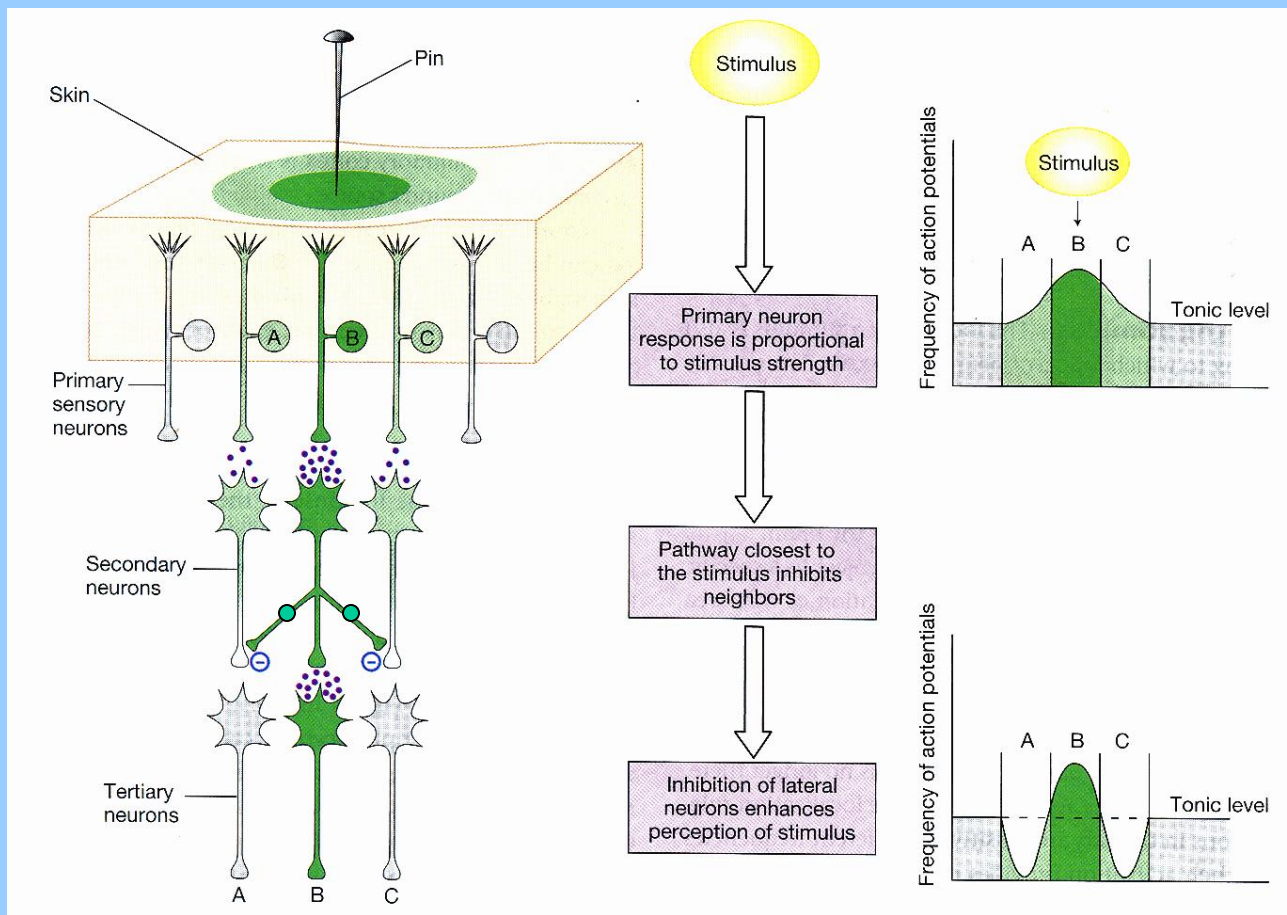 Pin
Skin
A
B
C
Primary
sensory
neurons
Secondary
neurons
−
−
Tertiary
neurons
A
B
C
Stimulus
Primary neuron
response is proportional
to stimulus strength
Pathway closest to
the stimulus inhibits
neighbors
Inhibition of lateral
neurons enhances
perception of stimulus
Frequency of action potentials
Stimulus
A
B
C
Tonic level
Frequency of action potentials
A
B
C
Tonic level